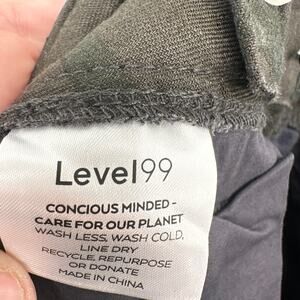 Level99
CONCIOUS MINDED -
CARE FOR OUR PLANET
WASH LESS, WASH COLD,
LINE DRY
RECYCLE, REPURPOSE
OR DONATE
MADE IN CHINA